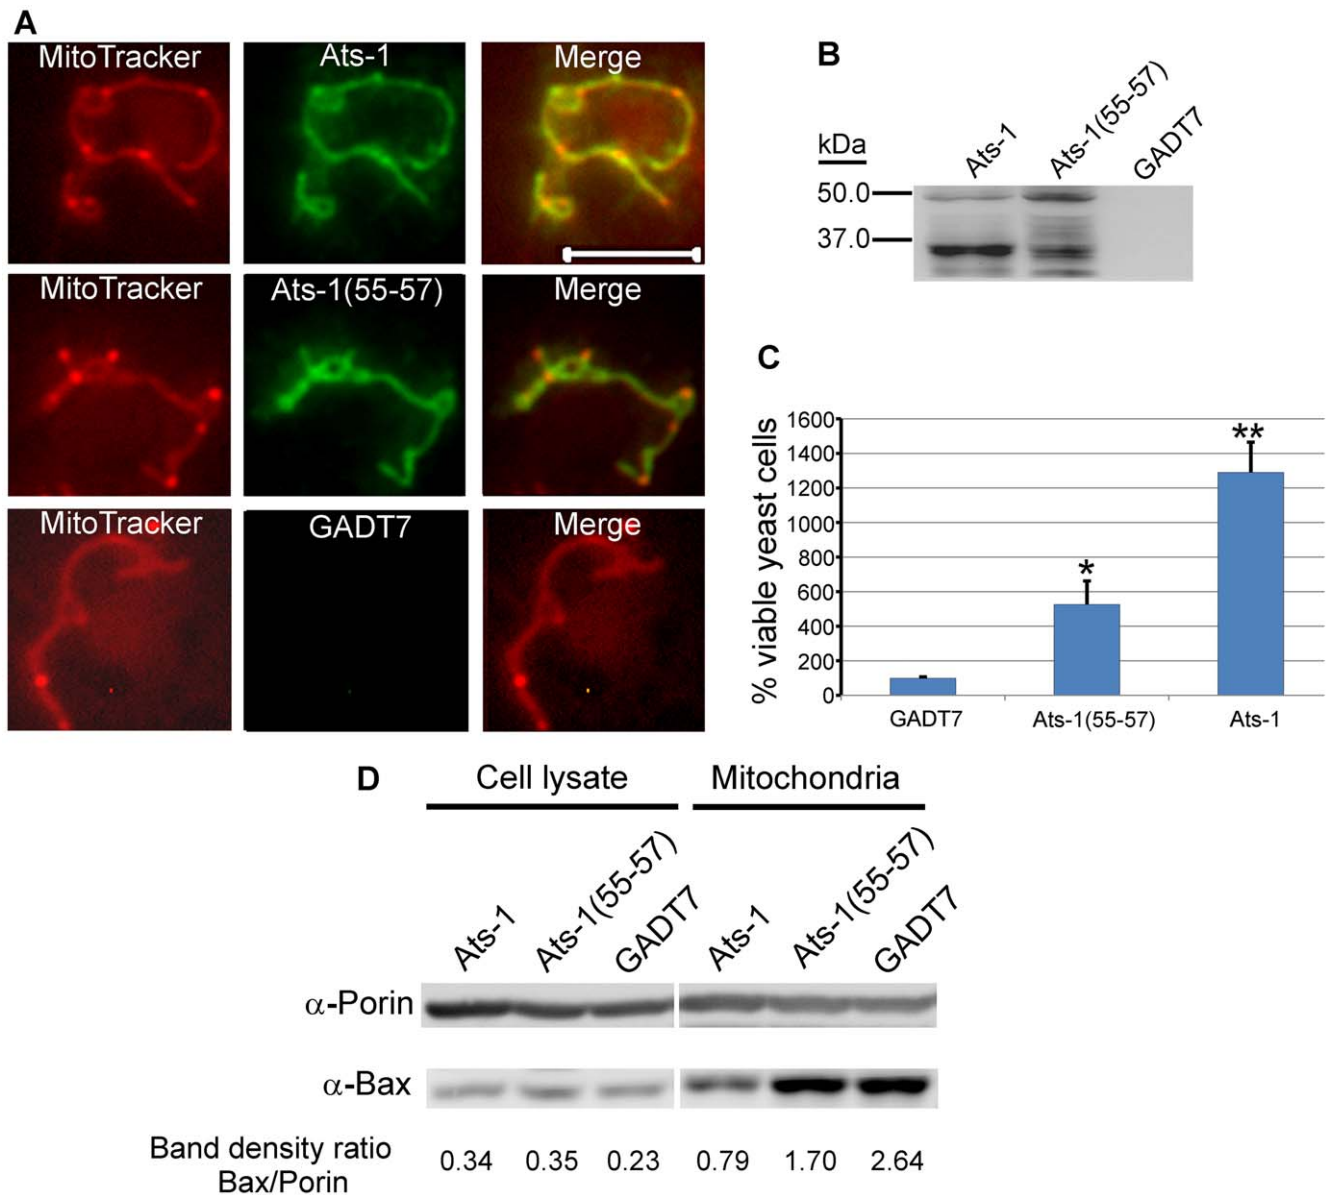 A
MitoTracker Ats-1 Merge
MitoTracker Ats-1(55-57) Merge
MitoTracker GADT7 Merge
B
kDa Ats-1 Ats-1(55-57) GADT7
50.0
37.0
C
% viable yeast cells
1600
1400
1200
1000
800
600
400
200
0
*
**
GADT7 Ats-1(55-57) Ats-1
D
Cell lysate Mitochondria
Ats-1 Ats-1(55-57) GADT7 Ats-1 Ats-1(55-57) GADT7
α-Porin
α-Bax
Band density ratio
Bax/Porin
0.34 0.35 0.23 0.79 1.70 2.64